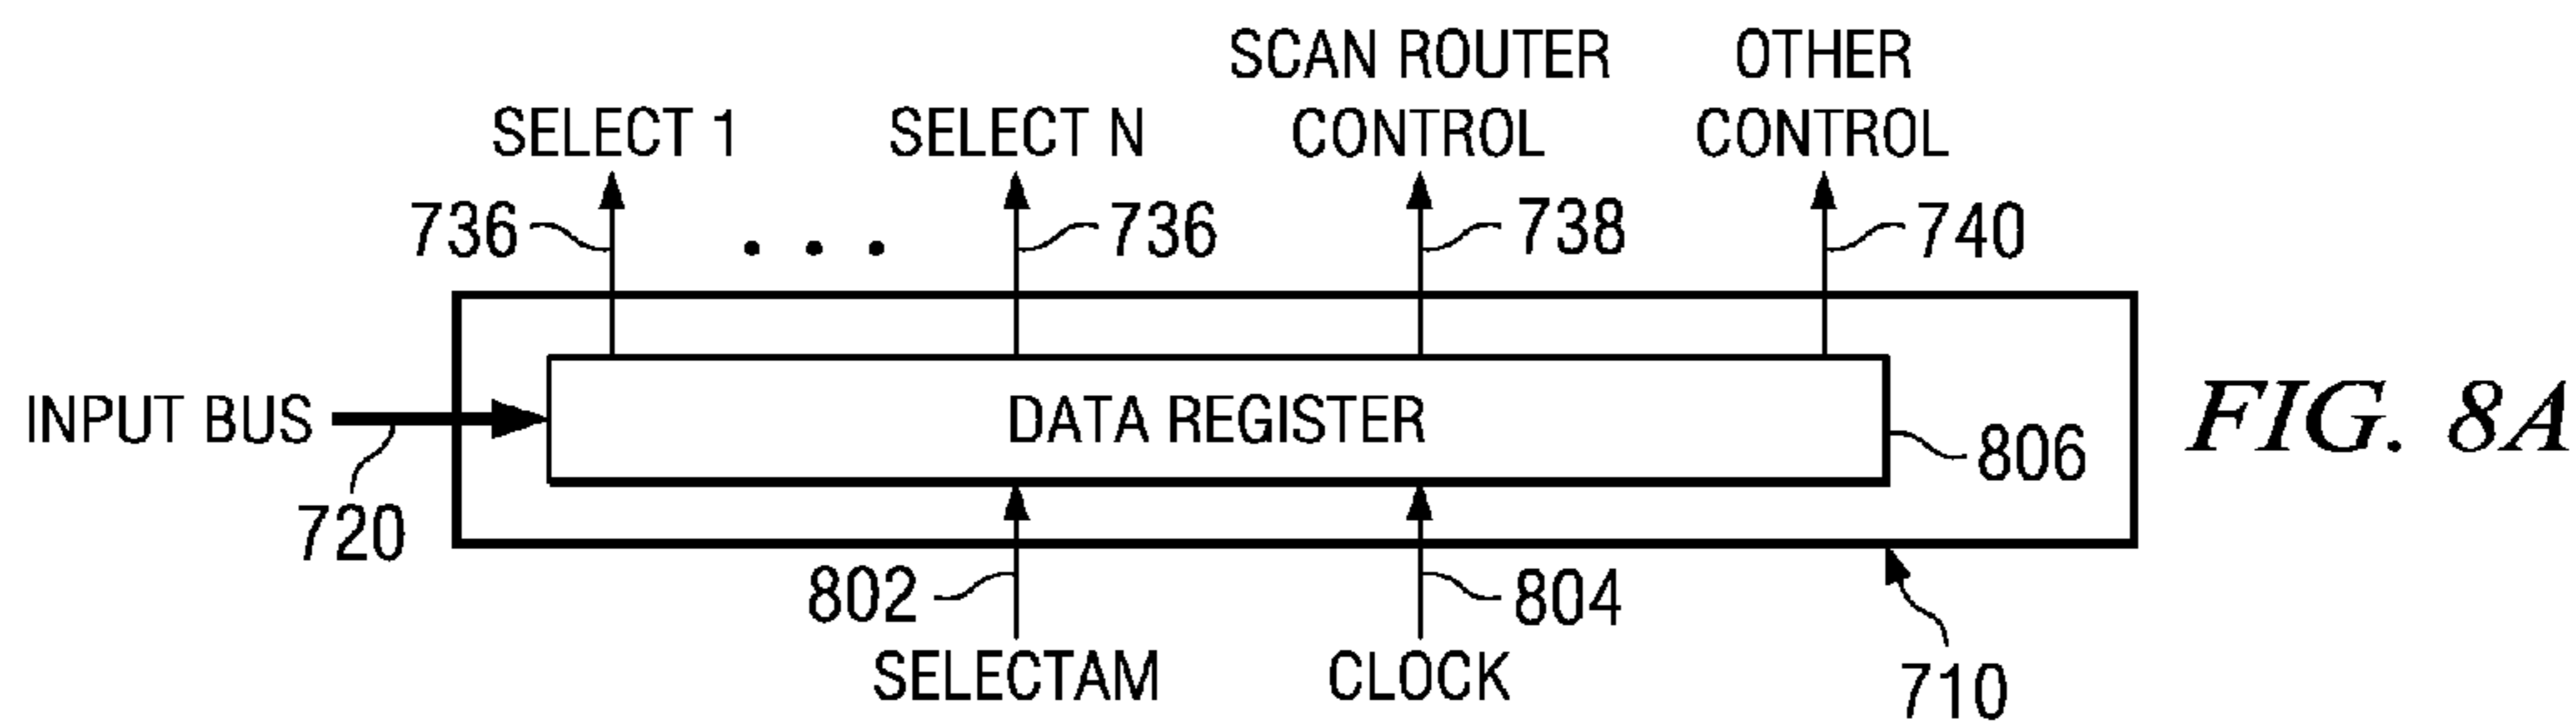 SCAN ROUTER OTHER
SELECT 1 SELECT N CONTROL CONTROL
736 736 738 740
. . .
INPUT BUS DATA REGISTER 806 FIG. 8A
720
802 804
SELECTAM CLOCK 710